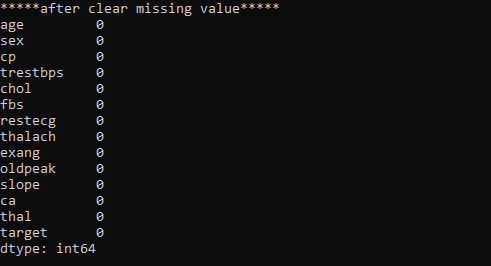 *****after clear missing value*****
age 0
sex 0
cp 0
trestbps 0
chol 0
fbs 0
restecg 0
thalach 0
exang 0
oldpeak 0
slope 0
ca 0
thal 0
target 0
dtype: int64